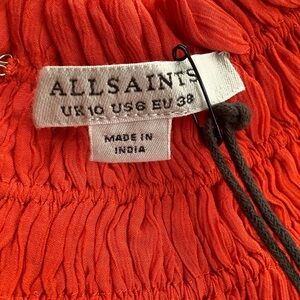 ALLSAINTS
UK 10 US 6 EU 38
MADE IN
INDIA